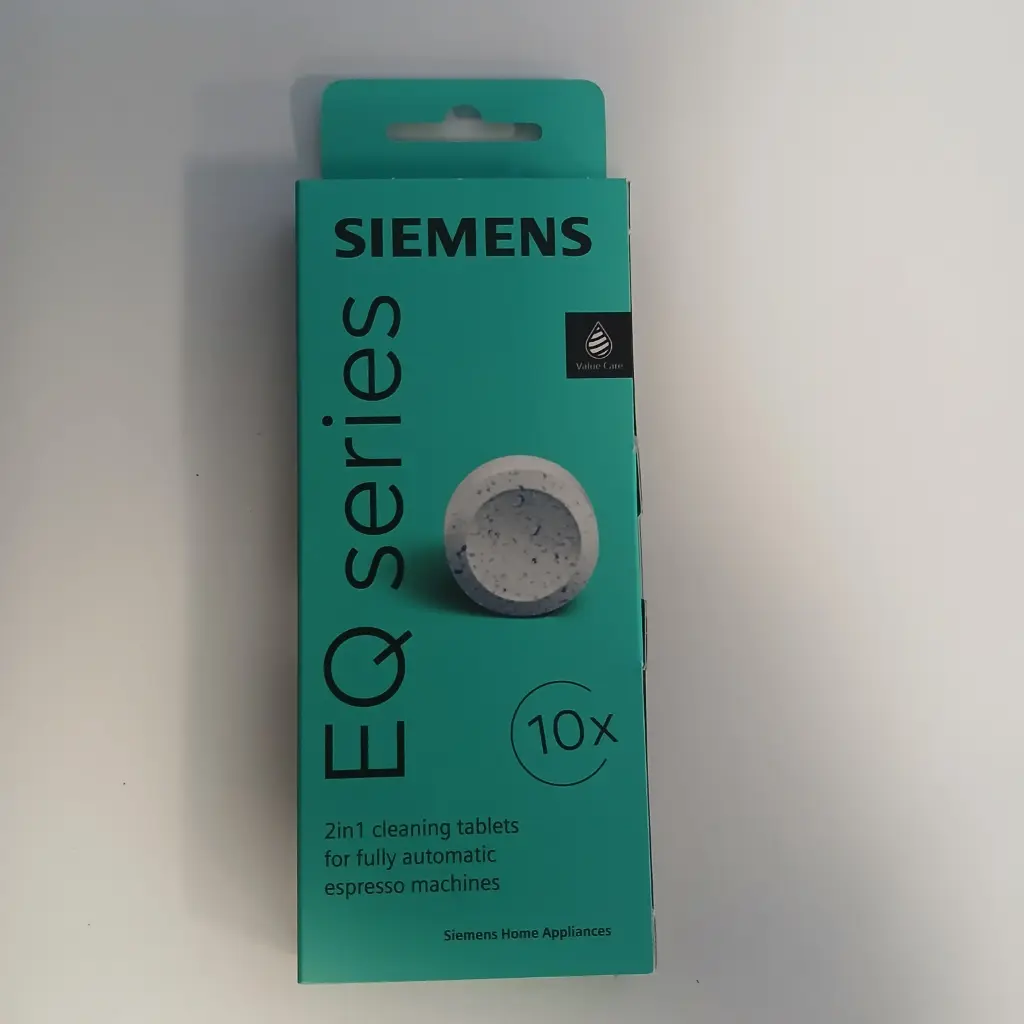 SIEMENS
EQ series
Value Care
10x
2in1 cleaning tablets
for fully automatic
espresso machines
Siemens Home Appliances